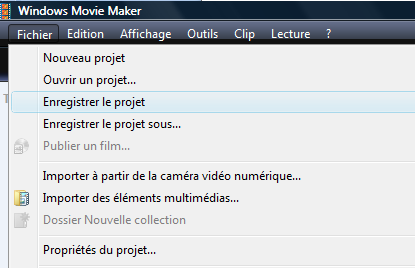 Windows Movie Maker
Fichier Edition Affichage Outils Clip Lecture ?
Nouveau projet
Ouvrir un projet...
Enregistrer le projet
Enregistrer le projet sous...
Publier un film...
Importer à partir de la caméra vidéo numérique...
Importer des éléments multimédias...
Dossier Nouvelle collection
Propriétés du projet...